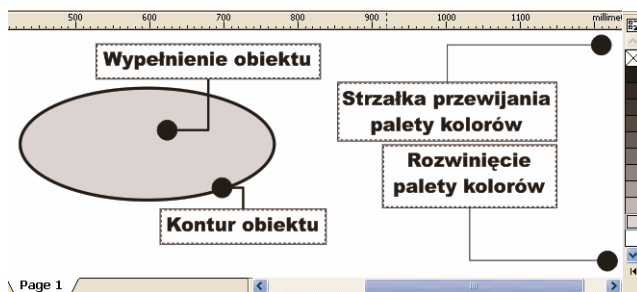 500 600 700 800 900 1000 1100 millimet
Wypełnienie obiektu
Strzałka przewijania
palety kolorów
Rozwinięcie
palety kolorów
Kontur obiektu
Page 1